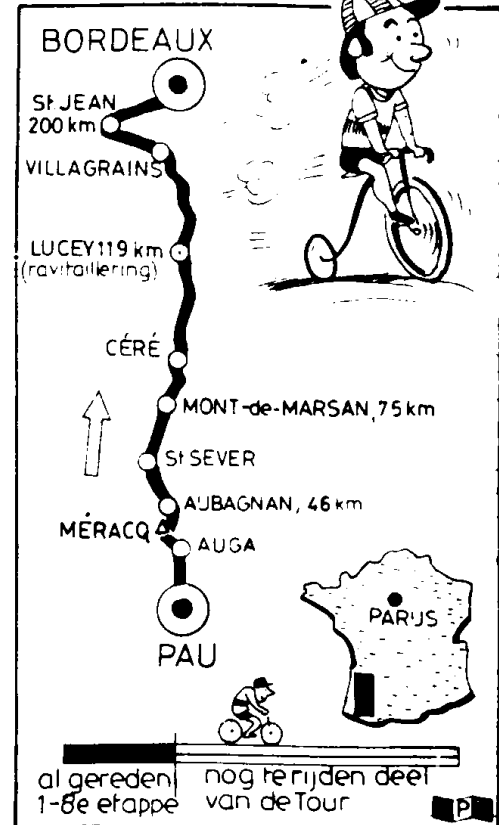 BORDEAUX
St JEAN
200 km
VILLAGRAINS
LUCEY 119 km
(ravitaillering)
CÉRÉ
MONT-de-MARSAN, 75 km
St SEVER
AUBAGNAN, 46 km
MÉRACQ
AUGA
PAU
PARIJS
al gereden
1-8e etappe
nog te rijden deel
van de Tour
P